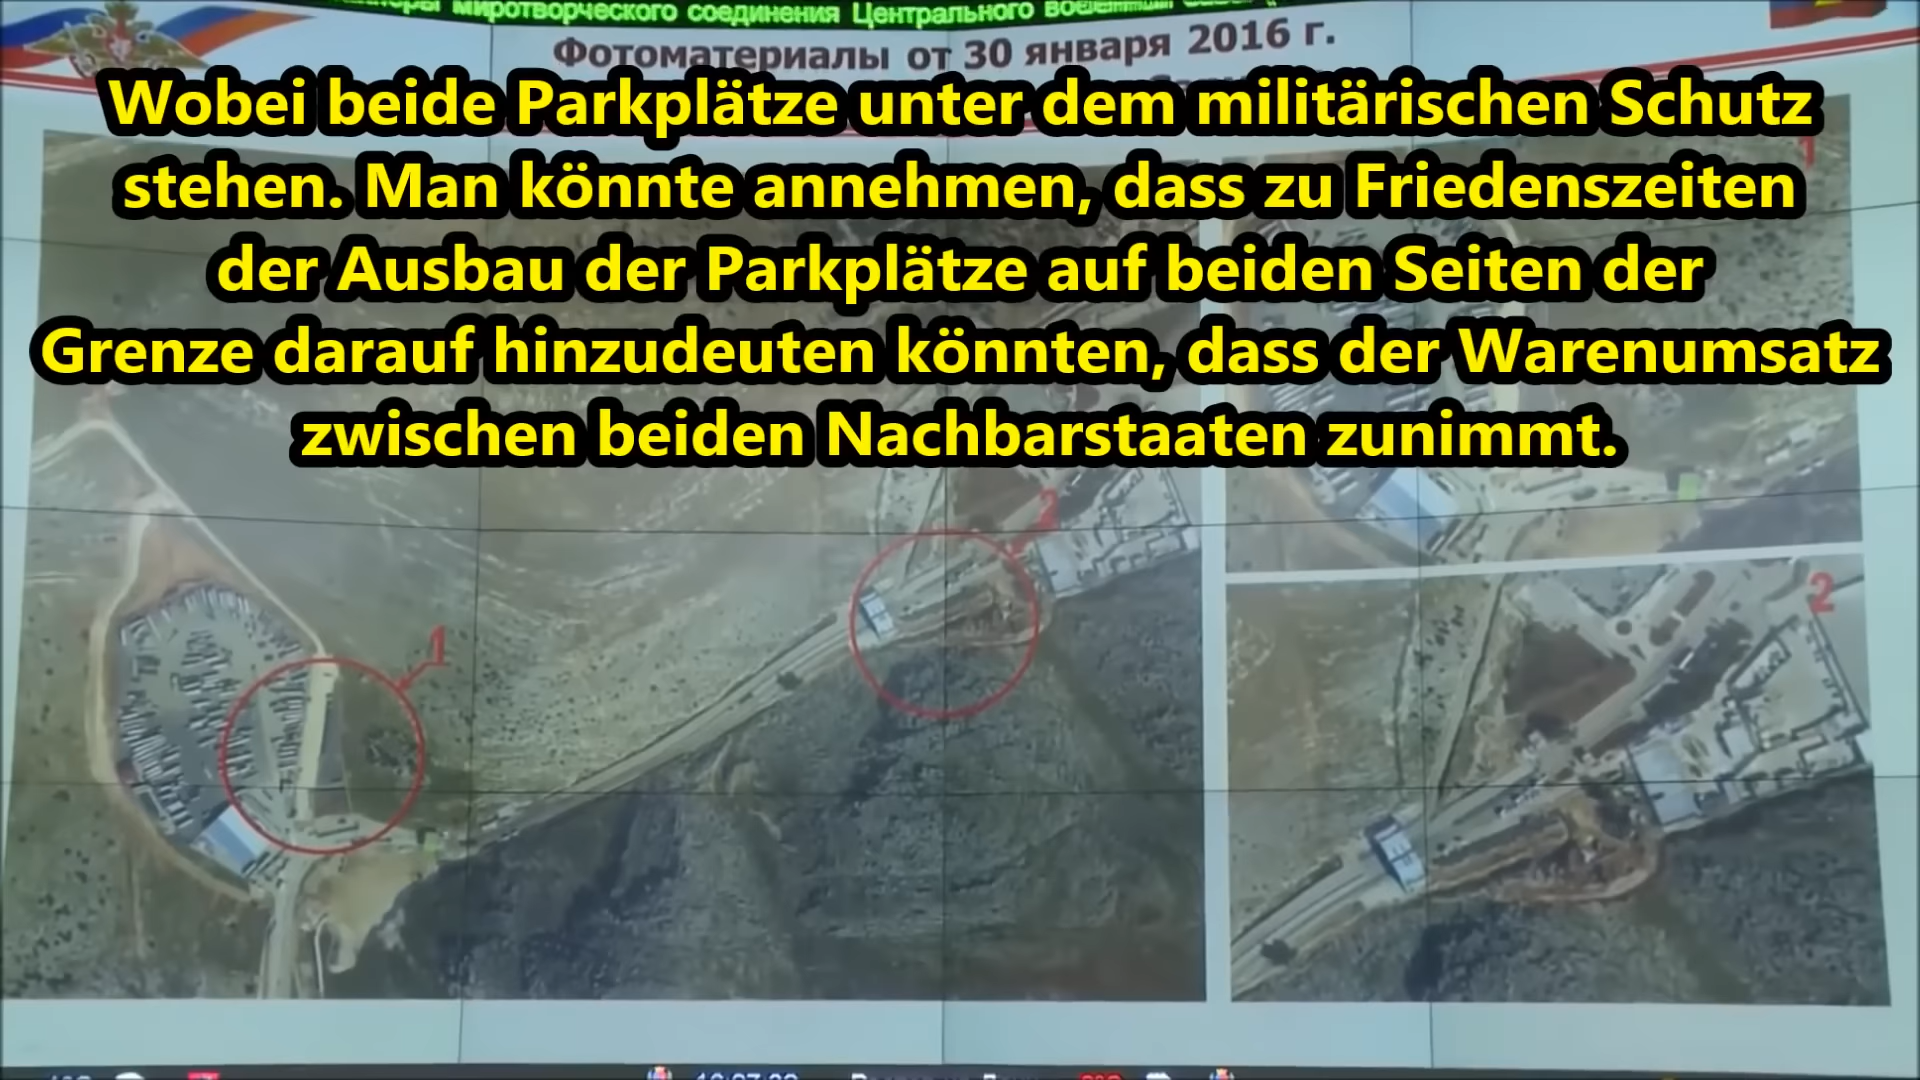 миротворческого соединения Центрального
Фотоматериалы от 30 января 2016 г.
Wobei beide Parkplätze unter dem militärischen Schutz
stehen. Man könnte annehmen, dass zu Friedenszeiten
der Ausbau der Parkplätze auf beiden Seiten der
Grenze darauf hinzudeuten könnten, dass der Warenumsatz
zwischen beiden Nachbarstaaten zunimmt.
1
2
1
2